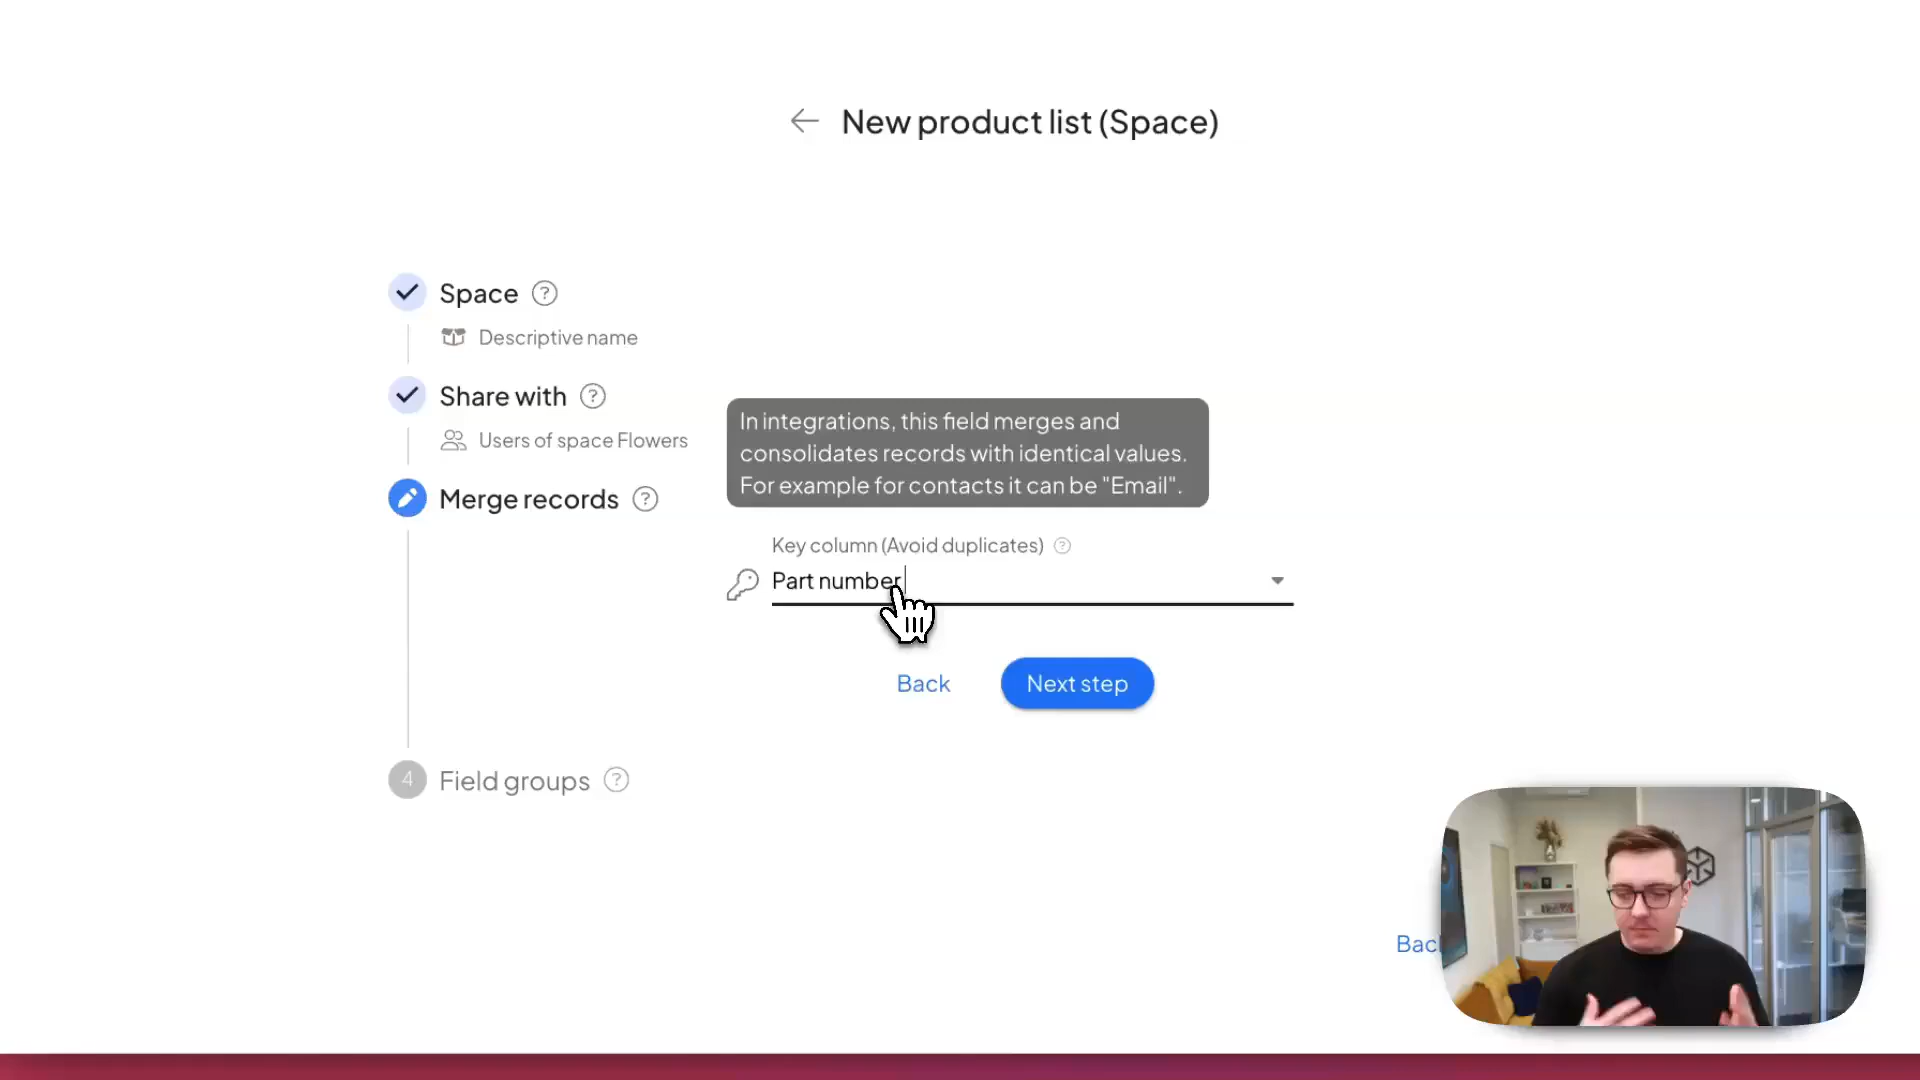 New product list (Space)
Space ?
Descriptive name
Share with ?
Users of space Flowers
In integrations, this field merges and
consolidates records with identical values.
For example for contacts it can be "Email".
Merge records ?
Key column (Avoid duplicates) ?
Part number
Back
Next step
4 Field groups ?